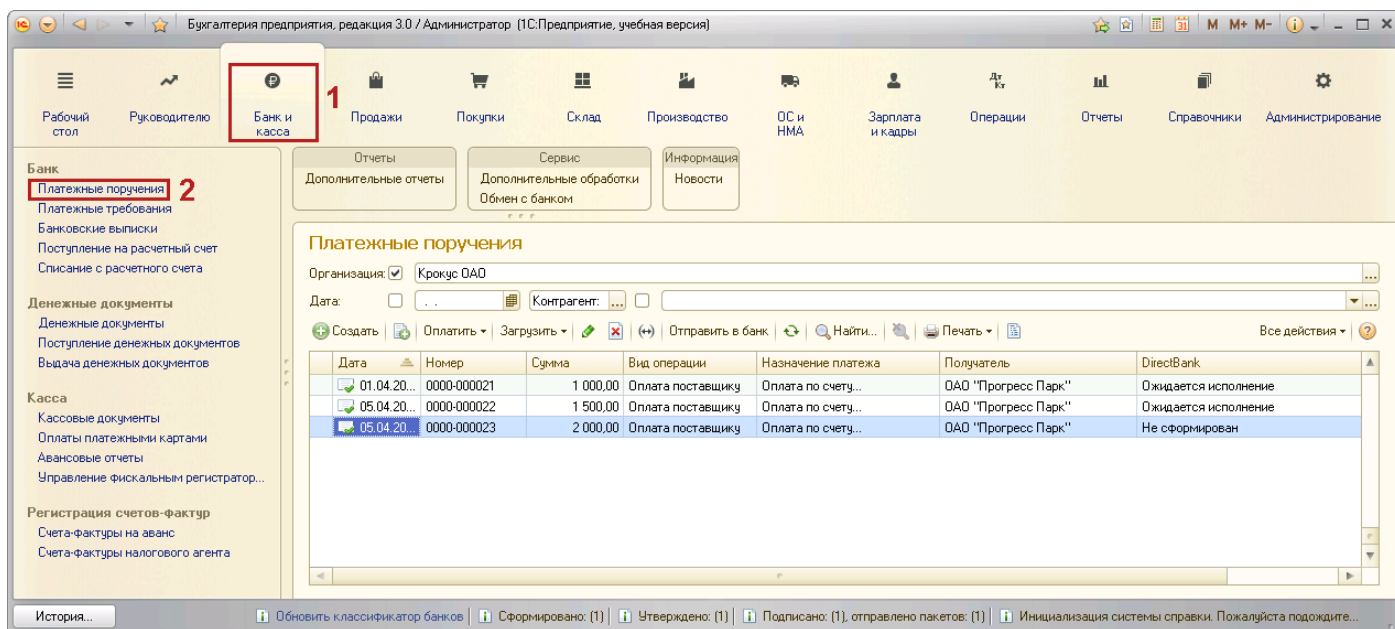 Бухгалтерия предприятия, редакция 3.0 / Администратор (1С:Предприятие, учебная версия)
M M+ M-
Рабочий стол
Руководителю
Банк и касса
1
Продажи
Покупки
Склад
Производство
ОС и НМА
Зарплата и кадры
Операции
Отчеты
Справочники
Администрирование
Банк
Платежные поручения 2
Платежные требования
Банковские выписки
Поступление на расчетный счет
Списание с расчетного счета
Денежные документы
Денежные документы
Поступление денежных документов
Выдача денежных документов
Касса
Кассовые документы
Оплаты платежными картами
Авансовые отчеты
Управление фискальным регистратор...
Регистрация счетов-фактур
Счета-фактуры на аванс
Счета-фактуры налогового агента
Отчеты
Дополнительные отчеты
Сервис
Дополнительные обработки
Обмен с банком
Информация
Новости
Платежные поручения
Организация: Крокус ОАО ...
Дата: . . Контрагент: ... ...
Создать Оплатить Загрузить Отправить в банк Найти... Печать Все действия ?
Дата Номер Сумма Вид операции Назначение платежа Получатель DirectBank
01.04.20... 0000-000021 1 000,00 Оплата поставщику Оплата по счету... ОАО "Прогресс Парк" Ожидается исполнение
05.04.20... 0000-000022 1 500,00 Оплата поставщику Оплата по счету... ОАО "Прогресс Парк" Ожидается исполнение
05.04.20... 0000-000023 2 000,00 Оплата поставщику Оплата по счету... ОАО "Прогресс Парк" Не сформирован
История... Обновить классификатор банков Сформировано: (1) Утверждено: (1) Подписано: (1), отправлено пакетов: (1) Инициализация системы справки. Пожалуйста подождите...